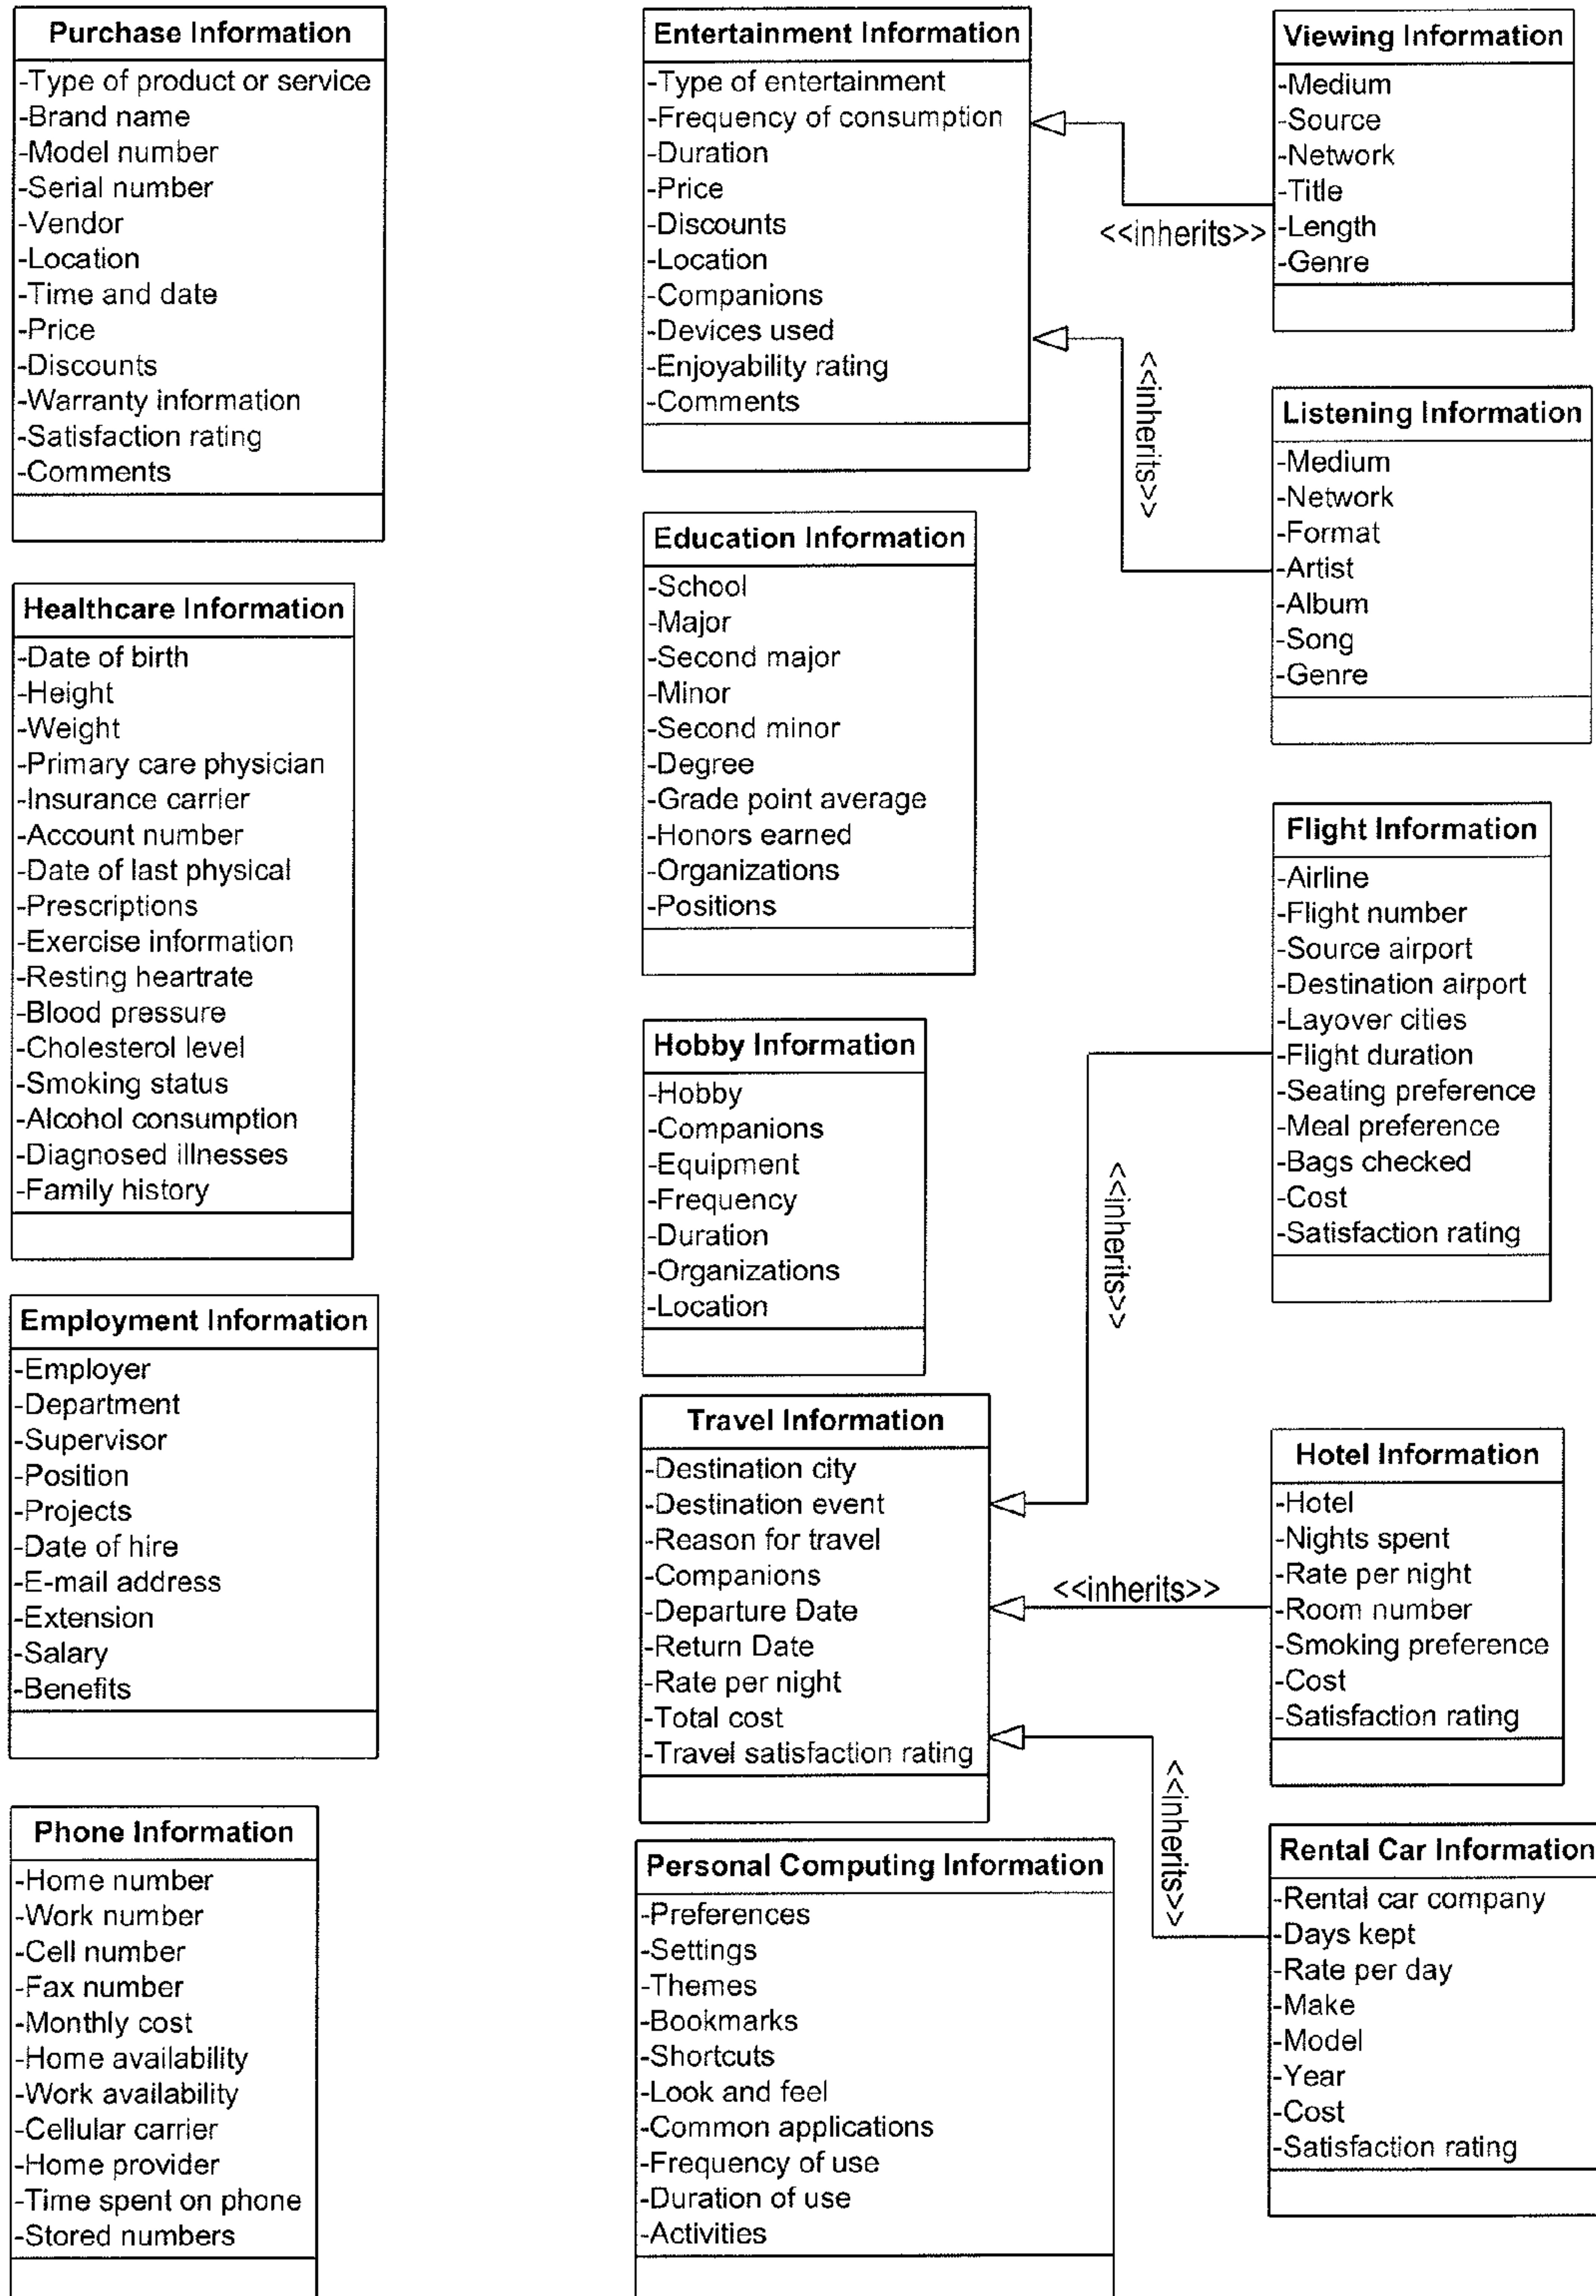 Purchase Information
-Type of product or service
-Brand name
-Model number
-Serial number
-Vendor
-Location
-Time and date
-Price
-Discounts
-Warranty information
-Satisfaction rating
-Comments
Healthcare Information
-Date of birth
-Height
-Weight
-Primary care physician
-Insurance carrier
-Account number
-Date of last physical
-Prescriptions
-Exercise information
-Resting heartrate
-Blood pressure
-Cholesterol level
-Smoking status
-Alcohol consumption
-Diagnosed illnesses
-Family history
Employment Information
-Employer
-Department
-Supervisor
-Position
-Projects
-Date of hire
-E-mail address
-Extension
-Salary
-Benefits
Phone Information
-Home number
-Work number
-Cell number
-Fax number
-Monthly cost
-Home availability
-Work availability
-Cellular carrier
-Home provider
-Time spent on phone
-Stored numbers
Entertainment Information
-Type of entertainment
-Frequency of consumption
-Duration
-Price
-Discounts
-Location
-Companions
-Devices used
-Enjoyability rating
-Comments
Education Information
-School
-Major
-Second major
-Minor
-Second minor
-Degree
-Grade point average
-Honors earned
-Organizations
-Positions
Hobby Information
-Hobby
-Companions
-Equipment
-Frequency
-Duration
-Organizations
-Location
Travel Information
-Destination city
-Destination event
-Reason for travel
-Companions
-Departure Date
-Return Date
-Rate per night
-Total cost
-Travel satisfaction rating
Personal Computing Information
-Preferences
-Settings
-Themes
-Bookmarks
-Shortcuts
-Look and feel
-Common applications
-Frequency of use
-Duration of use
-Activities
<<inherits>>
<<inherits>>
<<inherits>>
<<inherits>>
<<inherits>>
Viewing Information
-Medium
-Source
-Network
-Title
-Length
-Genre
Listening Information
-Medium
-Network
-Format
-Artist
-Album
-Song
-Genre
Flight Information
-Airline
-Flight number
-Source airport
-Destination airport
-Layover cities
-Flight duration
-Seating preference
-Meal preference
-Bags checked
-Cost
-Satisfaction rating
Hotel Information
-Hotel
-Nights spent
-Rate per night
-Room number
-Smoking preference
-Cost
-Satisfaction rating
Rental Car Information
-Rental car company
-Days kept
-Rate per day
-Make
-Model
-Year
-Cost
-Satisfaction rating